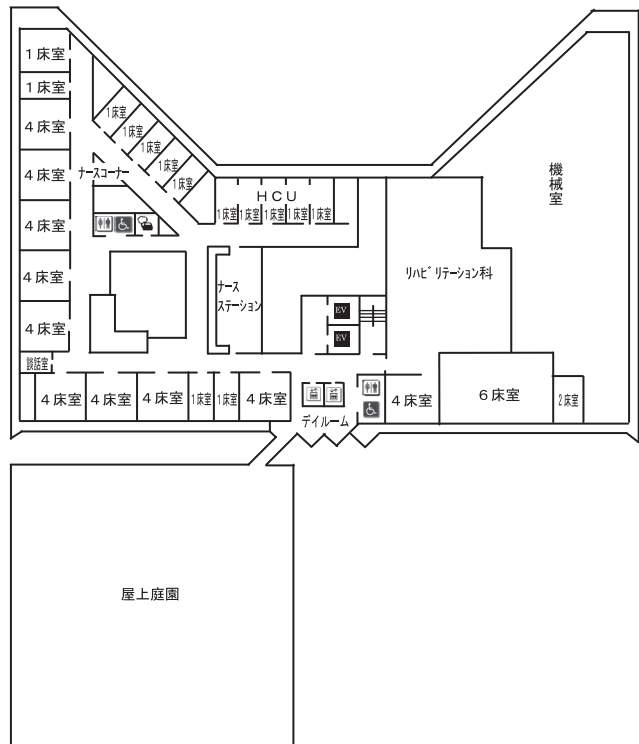 1床室
1床室
4床室
4床室
4床室
4床室
4床室
談話室
1床室
1床室
1床室
1床室
1床室
ナースコーナー
HCU
1床室
1床室
1床室
1床室
1床室
ナース
ステーション
EV
EV
リハビリテーション科
機械室
4床室
4床室
4床室
1床室
1床室
4床室
デイルーム
4床室
6床室
2床室
屋上庭園